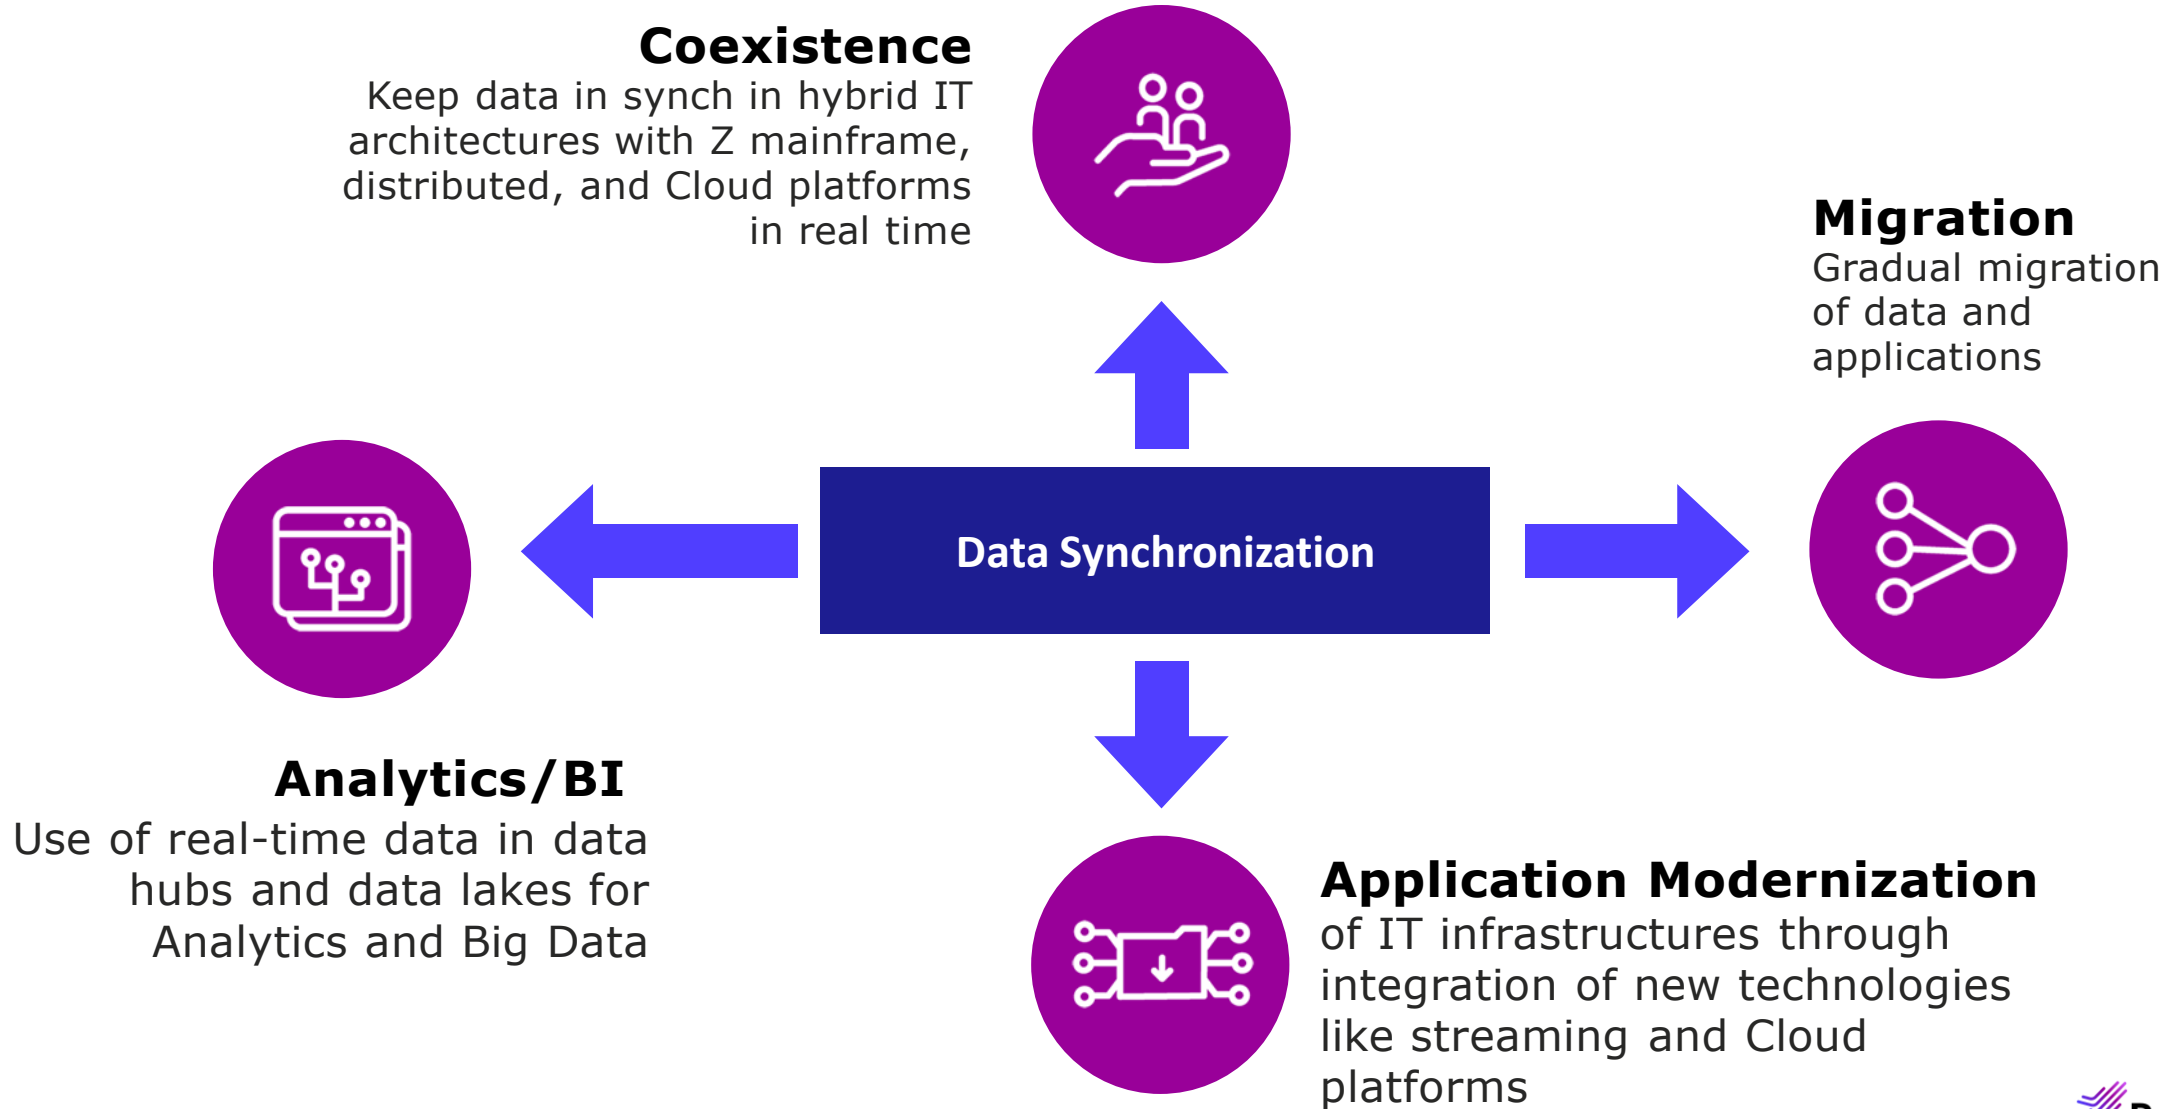 Coexistence
Keep data in synch in hybrid IT
architectures with Z mainframe,
distributed, and Cloud platforms
in real time
Migration
Gradual migration
of data and
applications
Data Synchronization
Analytics/BI
Use of real-time data in data
hubs and data lakes for
Analytics and Big Data
Application Modernization
of IT infrastructures through
integration of new technologies
like streaming and Cloud
platforms